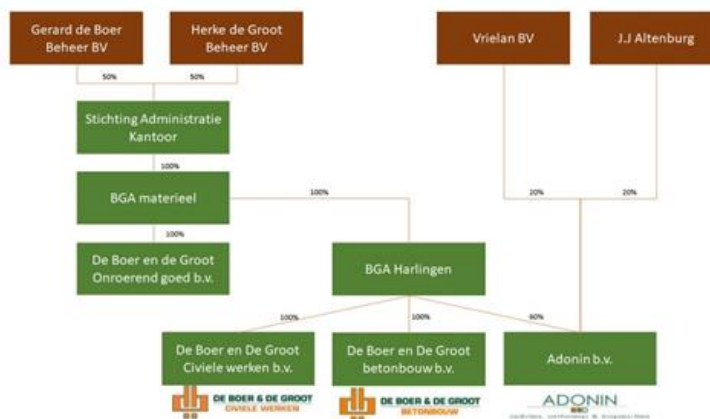 Gerard de Boer
Beheer BV
Herke de Groot
Beheer BV
Vrielan BV
J.J Altenburg
50%
50%
Stichting Administratie
Kantoor
100%
BGA materieel
100%
20%
20%
100%
De Boer en de Groot
Onroerend goed b.v.
BGA Harlingen
100%
100%
60%
De Boer en De Groot
Civiele werken b.v.
De Boer en De Groot
betonbouw b.v.
Adonin b.v.
DE BOER & DE GROOT
CIVIELE WERKEN
DE BOER & DE GROOT
BETONBOUW
ADONIN